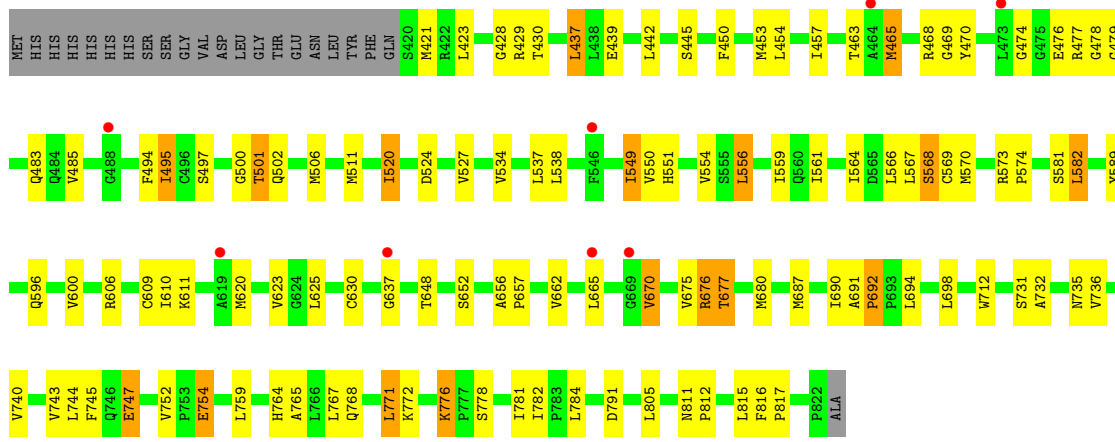 MET HIS HIS HIS HIS HIS HIS SER SER GLY VAL ASP LEU GLY THR GLU ASN LEU TYR PHE GLN S420 M421 R422 L423 G428 R429 T430 L437 L438 E439 L442 S445 F450 M453 L454 I457 T463 A464 M465 R468 G469 Y470 L473 G474 G475 E476 R477 G478
Q483 Q484 V485 G488 F494 I495 C496 S497 G500 T501 Q502 M506 M511 I520 D524 V527 V534 L537 L538 F546 I549 V550 H551 V554 S555 L556 I559 Q560 I561 I564 D565 L566 L567 S568 C569 M570 R573 P574 S581 L582
Q596 V600 R606 C609 I610 K611 A619 M620 V623 G624 L625 C630 G637 T648 S652 A656 P657 V662 L665 G669 V670 V675 R676 T677 M680 M687 I690 A691 P692 P693 L694 L698 W712 S731 A732 N735 V736
V740 V743 L744 F745 Q746 E747 V752 P753 E754 L759 H764 A765 L766 L767 Q768 L771 K772 K776 P777 S778 I781 I782 P783 L784 D791 L805 N811 P812 L815 F816 P817 P822 ALA